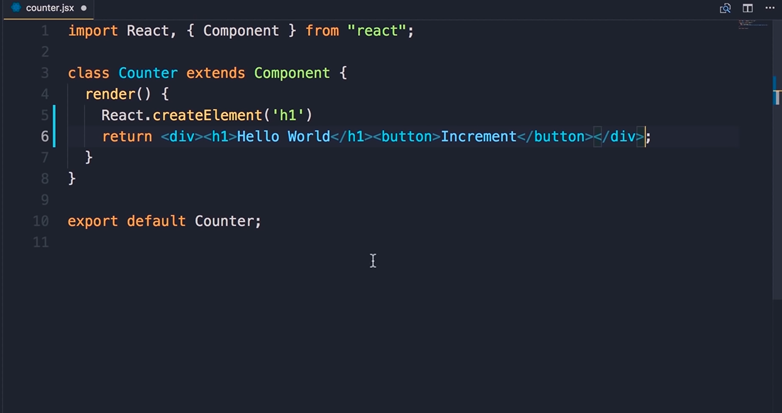 counter.jsx
1 import React, { Component } from "react";
2
3 class Counter extends Component {
4 render() {
5 React.createElement('h1')
6 return <div><h1>Hello World</h1><button>Increment</button></div>;
7 }
8 }
9
10 export default Counter;
11